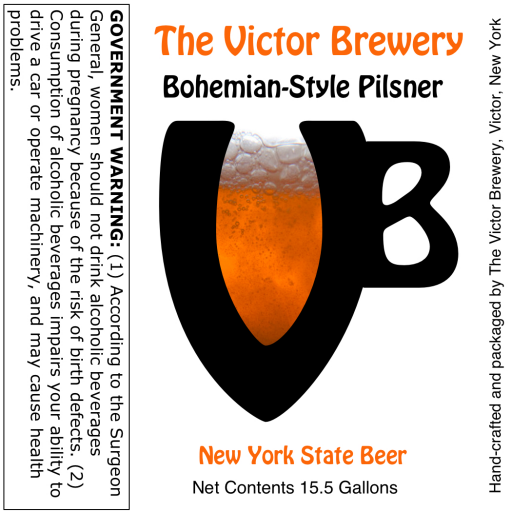 The Victor Brewery
Bohemian-Style Pilsner
VB
New York State Beer
Net Contents 15.5 Gallons
GOVERNMENT WARNING: (1) According to the Surgeon
General, women should not drink alcoholic beverages
during pregnancy because of the risk of birth defects. (2)
Consumption of alcoholic beverages impairs your ability to
drive a car or operate machinery, and may cause health
problems.
Hand-crafted and packaged by The Victor Brewery, Victor, New York